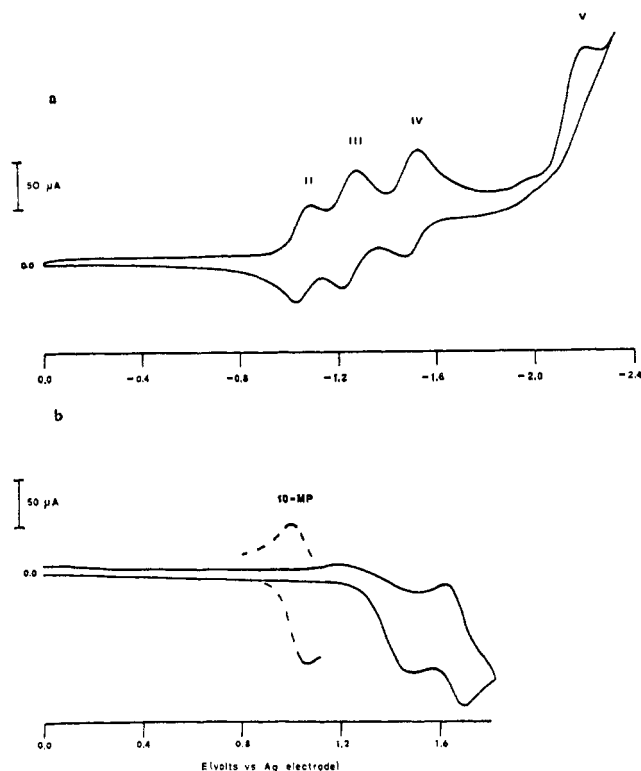 a
V
IV
III
II
50 μA
0.0
0.0 -0.4 -0.8 -1.2 -1.6 -2.0 -2.4
b
10-MP
50 μA
0.0
0.0 0.4 0.8 1.2 1.6
E(volts vs Ag electrode)